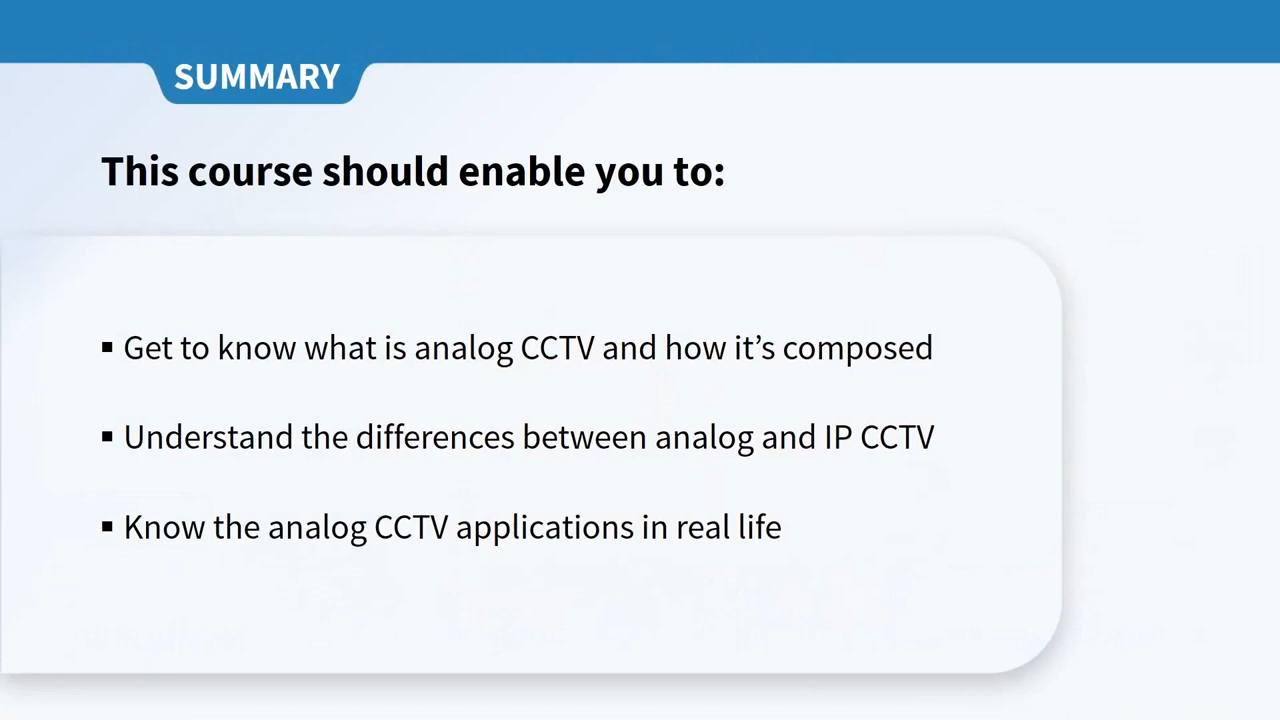 SUMMARY
This course should enable you to:
▪ Get to know what is analog CCTV and how it’s composed
▪ Understand the differences between analog and IP CCTV
▪ Know the analog CCTV applications in real life